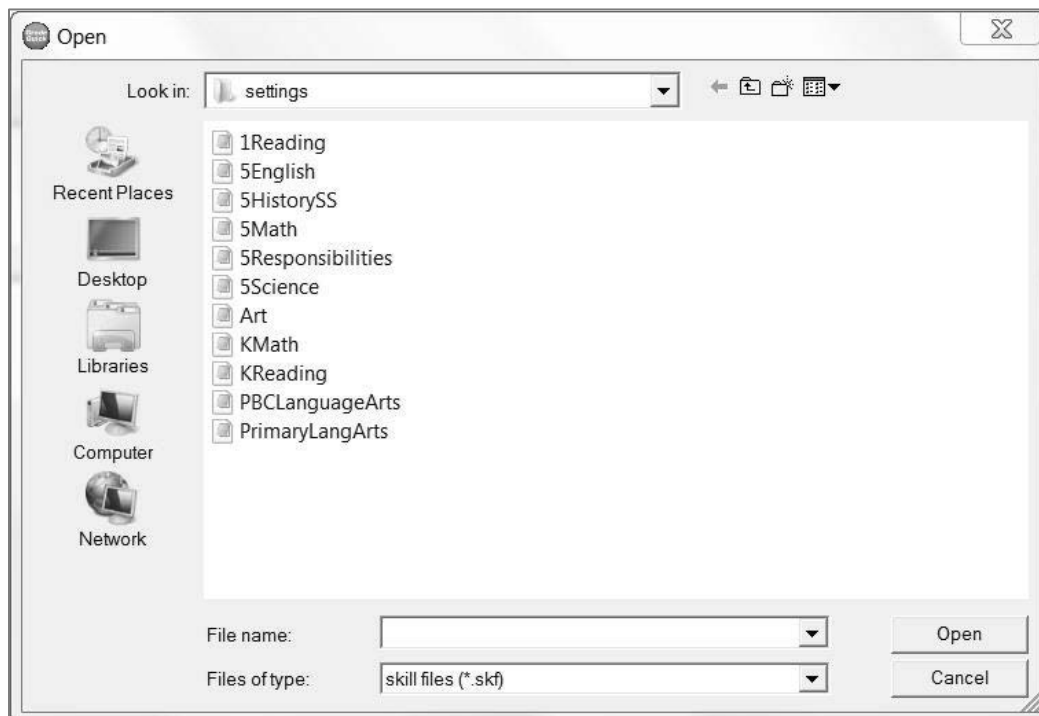 Open
Look in: settings
1Reading
5English
5HistorySS
5Math
5Responsibilities
5Science
Art
KMath
KReading
PBCLanguageArts
PrimaryLangArts
Recent Places
Desktop
Libraries
Computer
Network
File name: Open
Files of type: skill files (*.skf) Cancel